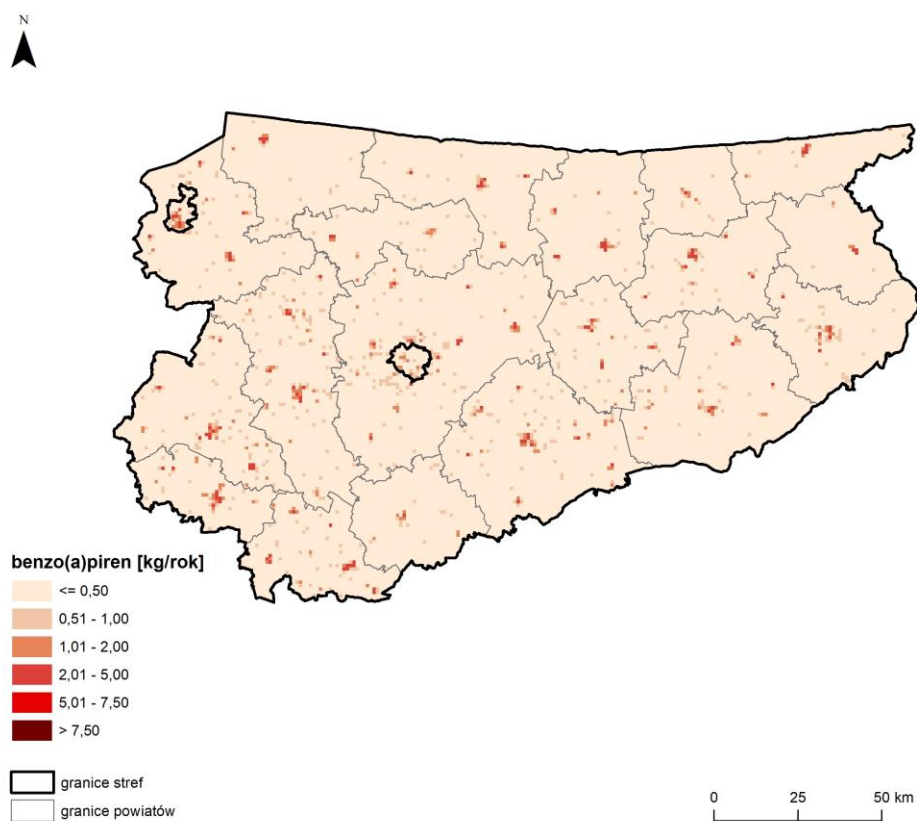 N
benzo(a)piren [kg/rok]
<= 0,50
0,51 - 1,00
1,01 - 2,00
2,01 - 5,00
5,01 - 7,50
> 7,50
granice stref
granice powiatów
0 25 50 km